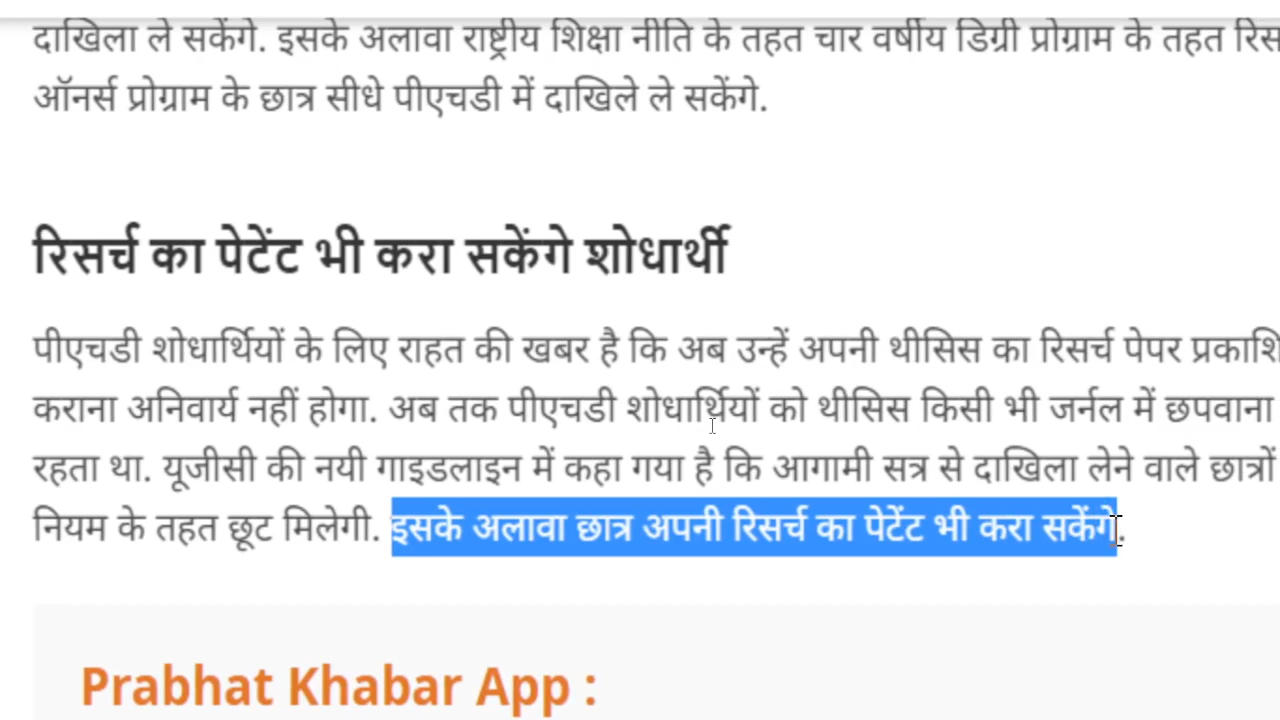 दाखिला ले सकेंगे. इसके अलावा राष्ट्रीय शिक्षा नीति के तहत चार वर्षीय डिग्री प्रोग्राम के तहत
ऑनर्स प्रोग्राम के छात्र सीधे पीएचडी में दाखिले ले सकेंगे.
रिसर्च का पेटेंट भी करा सकेंगे शोधार्थी
पीएचडी शोधार्थियों के लिए राहत की खबर है कि अब उन्हें अपनी थीसिस का रिसर्च पेपर
कराना अनिवार्य नहीं होगा. अब तक पीएचडी शोधार्थियों को थीसिस किसी भी जर्नल में छपवाना
रहता था. यूजीसी की नयी गाइडलाइन में कहा गया है कि आगामी सत्र से दाखिला लेने वाले छात्रों
नियम के तहत छूट मिलेगी. इसके अलावा छात्र अपनी रिसर्च का पेटेंट भी करा सकेंगे.
Prabhat Khabar App :